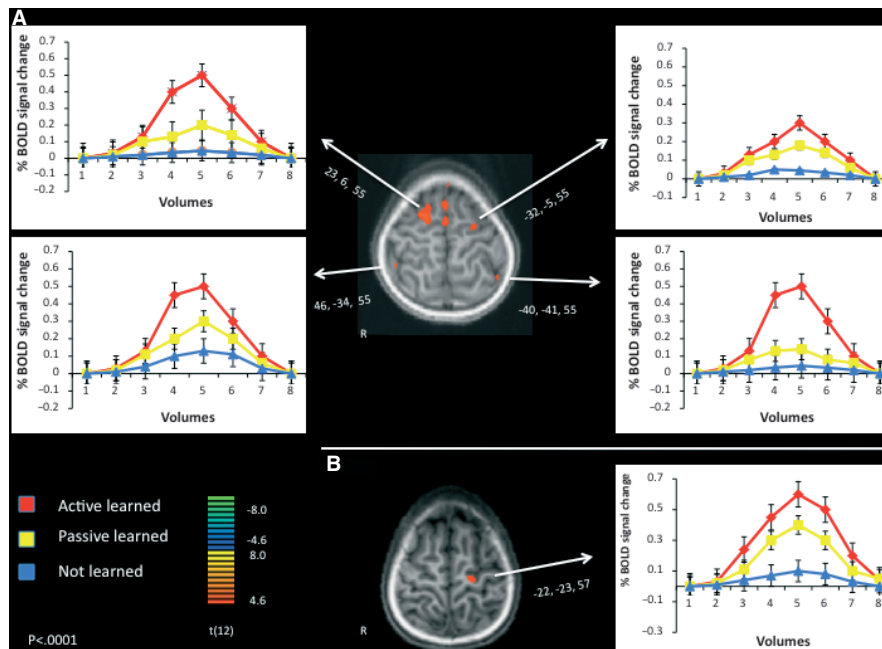 A
% BOLD signal change
0.7
0.6
0.5
0.4
0.3
0.2
0.1
0
−0.1
−0.2
1 2 3 4 5 6 7 8
Volumes
% BOLD signal change
0.7
0.6
0.5
0.4
0.3
0.2
0.1
0
−0.1
−0.2
1 2 3 4 5 6 7 8
Volumes
23, 6, 55
-32, -5, 55
46, -34, 55
-40, -41, 55
R
% BOLD signal change
0.7
0.6
0.5
0.4
0.3
0.2
0.1
0
−0.1
−0.2
1 2 3 4 5 6 7 8
Volumes
% BOLD signal change
0.7
0.6
0.5
0.4
0.3
0.2
0.1
0
−0.1
−0.2
1 2 3 4 5 6 7 8
Volumes
Active learned
Passive learned
Not learned
-8.0
-4.6
8.0
4.6
t(12)
P<.0001
B
R
-22, -23, 57
% BOLD signal change
0.7
0.5
0.3
0.1
−0.1
−0.3
1 2 3 4 5 6 7 8
Volumes